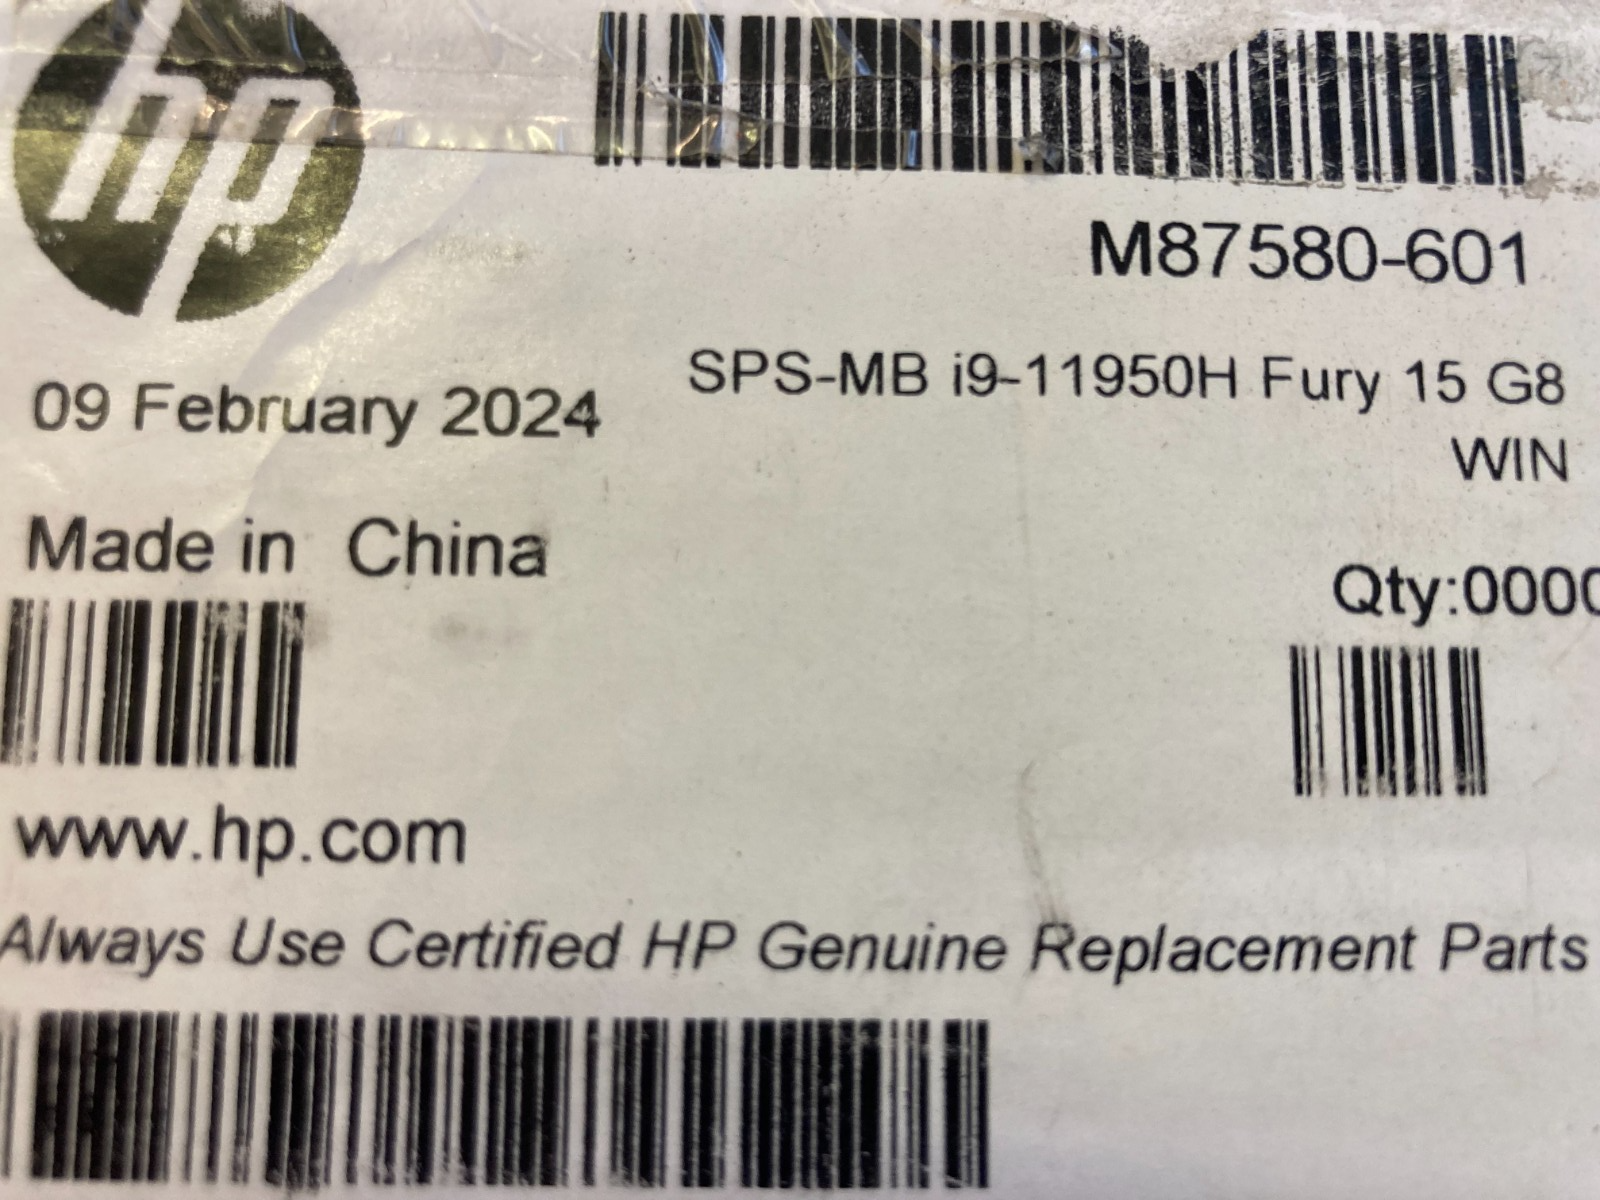 hp
M87580-601
SPS-MB i9-11950H Fury 15 G8
WIN
09 February 2024
Made in China
Qty:0000
www.hp.com
Always Use Certified HP Genuine Replacement Parts